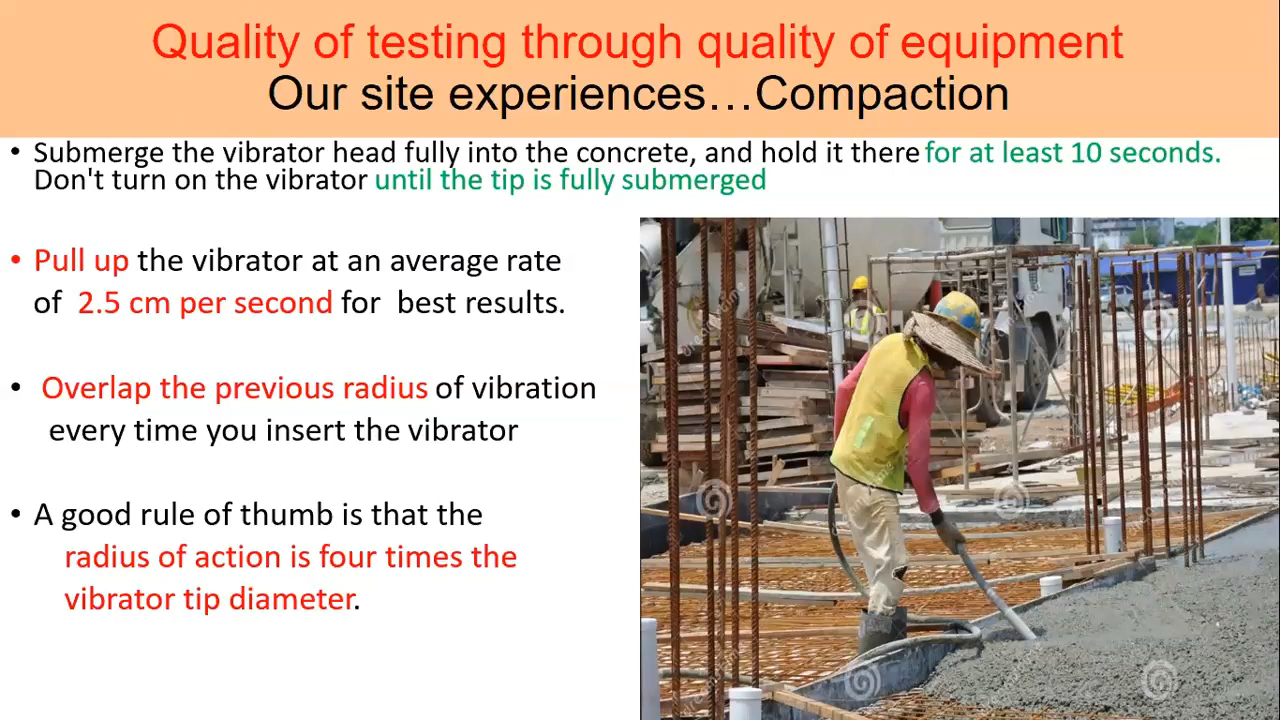 Quality of testing through quality of equipment
Our site experiences…Compaction
• Submerge the vibrator head fully into the concrete, and hold it there for at least 10 seconds.
Don't turn on the vibrator until the tip is fully submerged
• Pull up the vibrator at an average rate
of 2.5 cm per second for best results.
• Overlap the previous radius of vibration
every time you insert the vibrator
• A good rule of thumb is that the
radius of action is four times the
vibrator tip diameter.